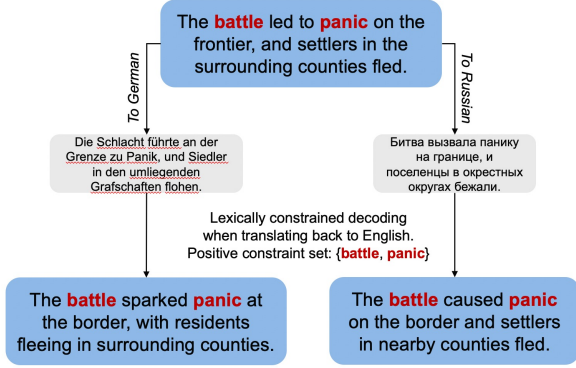 The battle led to panic on the
frontier, and settlers in the
surrounding counties fled.
To German
To Russian
Die Schlacht führte an der
Grenze zu Panik, und Siedler
in den umliegenden
Grafschaften flohen.
Битва вызвала панику
на границе, и
поселенцы в окрестных
округах бежали.
Lexically constrained decoding
when translating back to English.
Positive constraint set: {battle, panic}
The battle sparked panic at
the border, with residents
fleeing in surrounding counties.
The battle caused panic
on the border and settlers
in nearby counties fled.